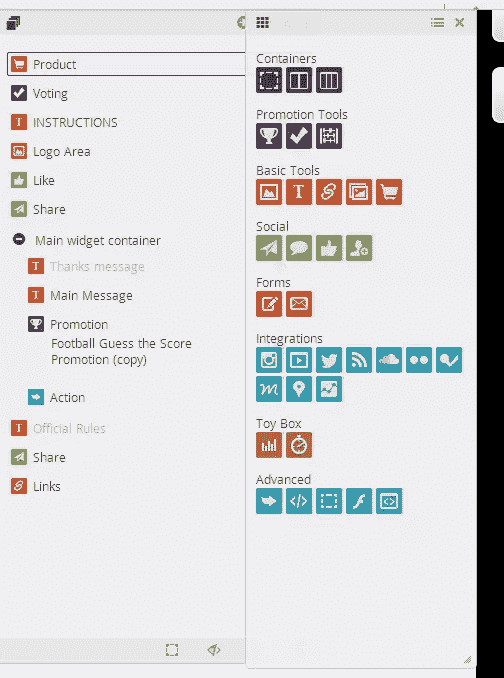 Product
Voting
INSTRUCTIONS
Logo Area
Like
Share
Main widget container
Thanks message
Main Message
Promotion
Football Guess the Score
Promotion (copy)
Action
Official Rules
Share
Links
Containers
Promotion Tools
Basic Tools
Social
Forms
Integrations
Toy Box
Advanced